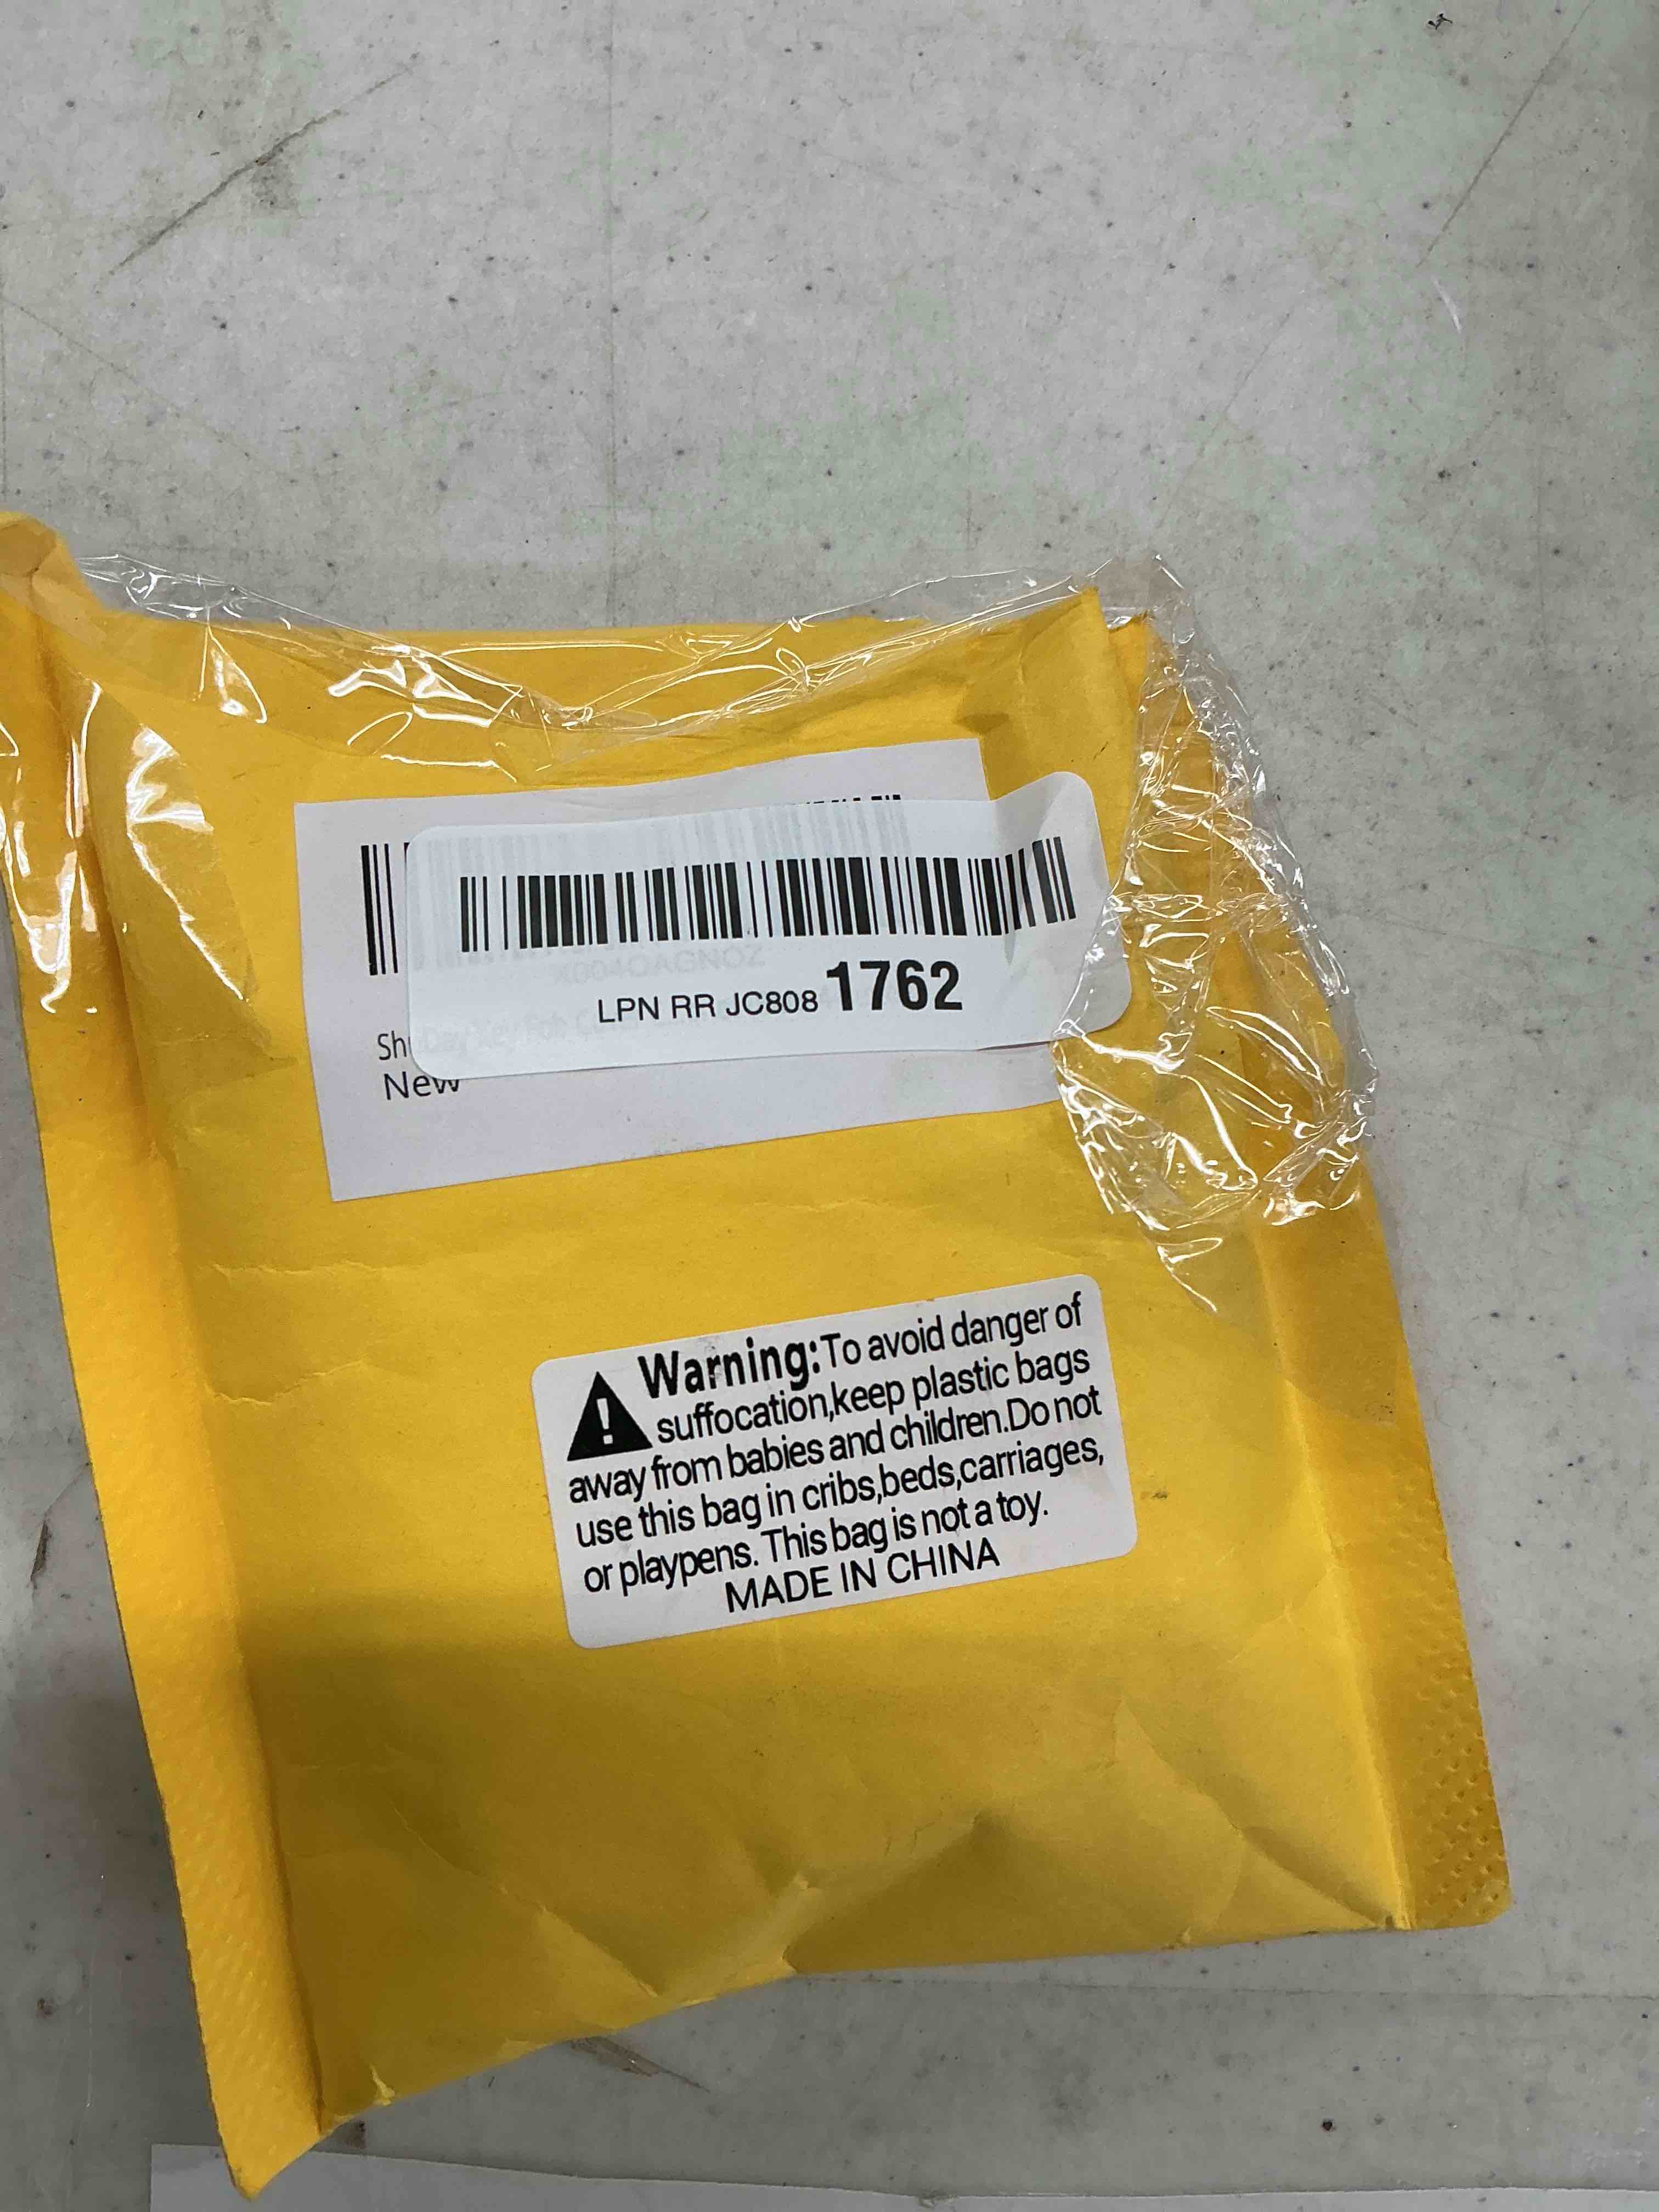 X004OAGNOZ
LPN RR JC808 1762
Sh
New
Warning:To avoid danger of
suffocation,keep plastic bags
away from babies and children.Do not
use this bag in cribs,beds,carriages,
or playpens. This bag is not a toy.
MADE IN CHINA